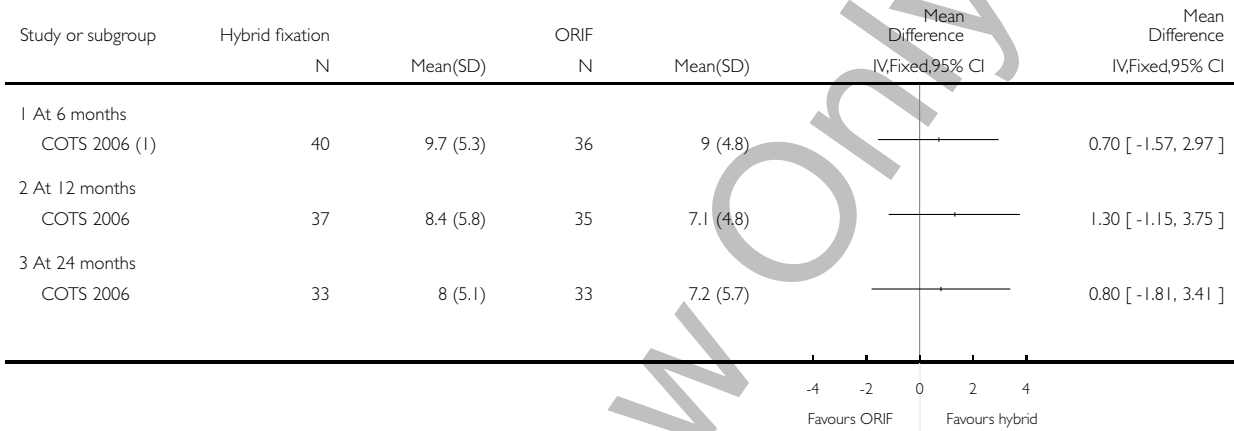 Study or subgroup Hybrid fixation ORIF Mean Difference Mean Difference
N Mean(SD) N Mean(SD) IV,Fixed,95% CI IV,Fixed,95% CI
1 At 6 months
COTS 2006 (1) 40 9.7 (5.3) 36 9 (4.8) 0.70 [ -1.57, 2.97 ]
2 At 12 months
COTS 2006 37 8.4 (5.8) 35 7.1 (4.8) 1.30 [ -1.15, 3.75 ]
3 At 24 months
COTS 2006 33 8 (5.1) 33 7.2 (5.7) 0.80 [ -1.81, 3.41 ]
-4 -2 0 2 4
Favours ORIF Favours hybrid
w Only